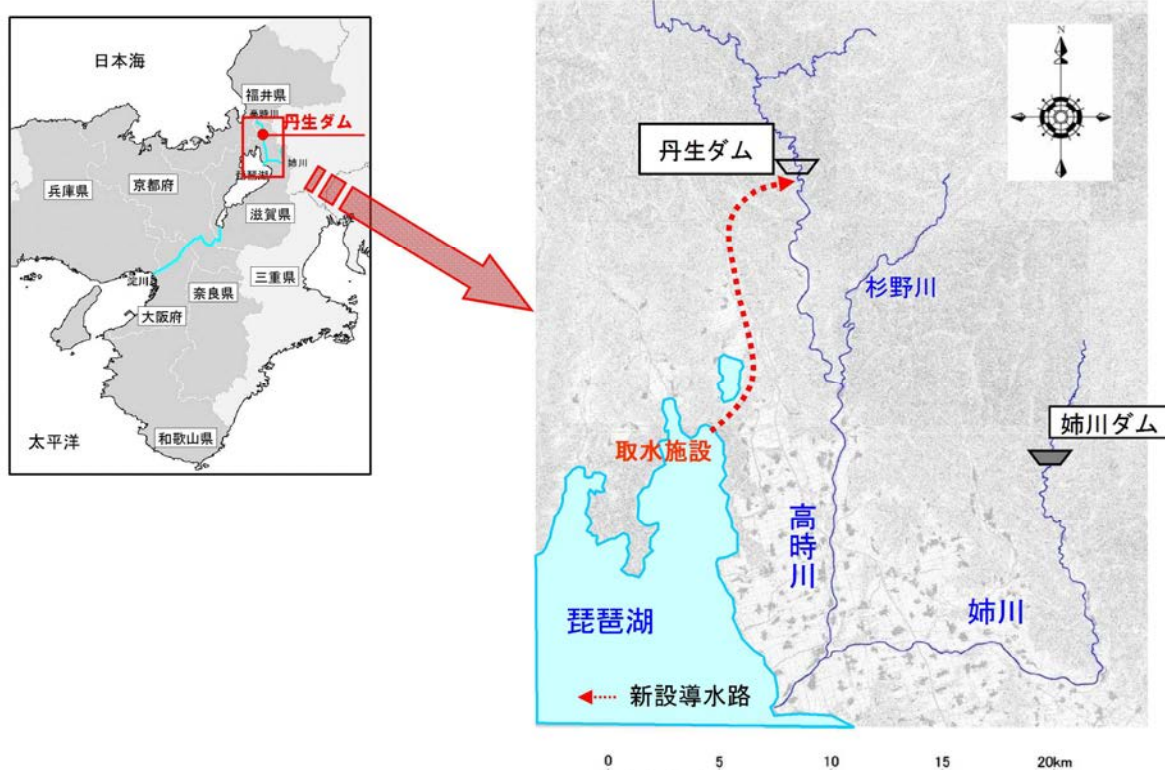 日本海
福井県
高時川
丹生ダム
姉川
琵琶湖
兵庫県
京都府
滋賀県
三重県
淀川
奈良県
大阪府
太平洋
和歌山県
N
丹生ダム
杉野川
姉川ダム
取水施設
高時川
琵琶湖
姉川
新設導水路
0 5 10 15 20km